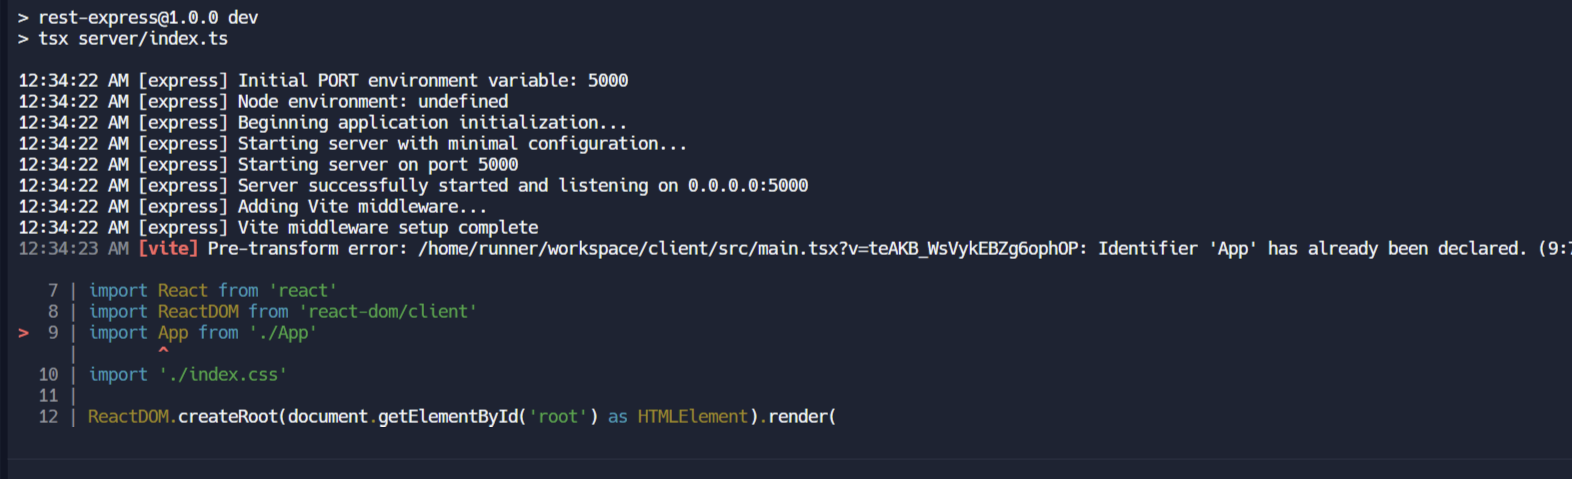 > rest-express@1.0.0 dev
> tsx server/index.ts
12:34:22 AM [express] Initial PORT environment variable: 5000
12:34:22 AM [express] Node environment: undefined
12:34:22 AM [express] Beginning application initialization...
12:34:22 AM [express] Starting server with minimal configuration...
12:34:22 AM [express] Starting server on port 5000
12:34:22 AM [express] Server successfully started and listening on 0.0.0.0:5000
12:34:22 AM [express] Adding Vite middleware...
12:34:22 AM [express] Vite middleware setup complete
12:34:23 AM [vite] Pre-transform error: /home/runner/workspace/client/src/main.tsx?v=teAKB_WsVykEBZg6ophOP: Identifier 'App' has already been declared. (9:7
7 | import React from 'react'
8 | import ReactDOM from 'react-dom/client'
> 9 | import App from './App'
| ^
10 | import './index.css'
11 |
12 | ReactDOM.createRoot(document.getElementById('root') as HTMLElement).render(